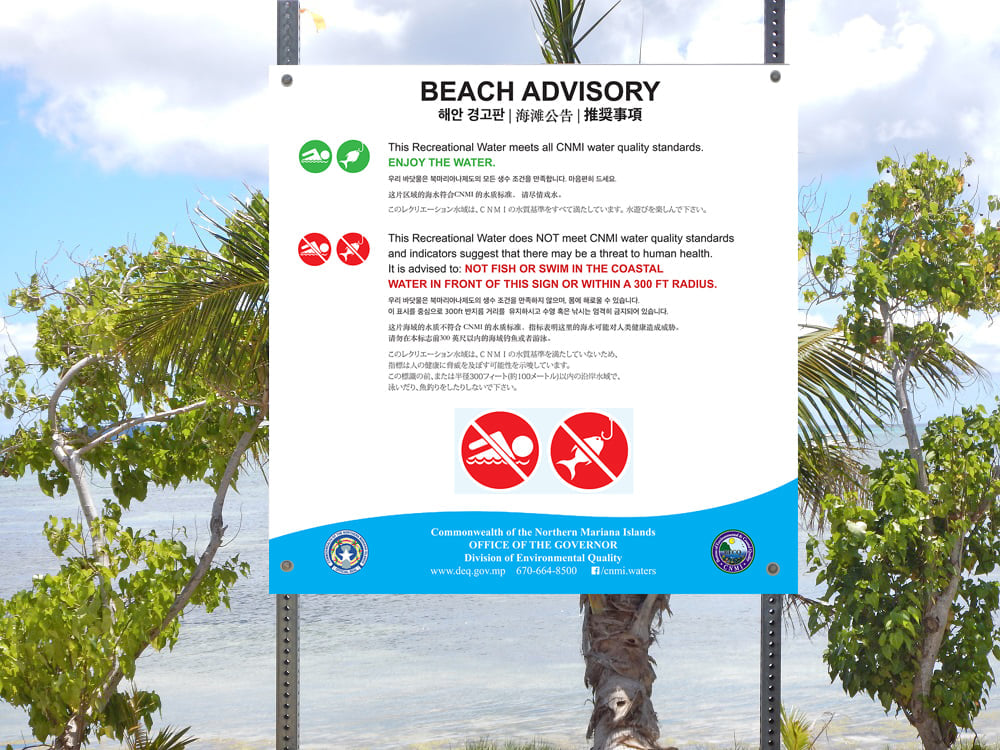 BEACH ADVISORY
해안 경고판 | 海滩公告 | 推奨事項
This Recreational Water meets all CNMI water quality standards.
ENJOY THE WATER.
우리 바닷물은 북마리아나제도의 모든 생수 조건을 만족합니다. 마음편히 드세요.
这片区域的海水符合CNMI 的水质标准． 请尽情戏水。
このレクリエーション水域は、ＣＮＭＩの水質基準をすべて満たしています。水遊びを楽しんで下さい。
This Recreational Water does NOT meet CNMI water quality standards
and indicators suggest that there may be a threat to human health.
It is advised to: NOT FISH OR SWIM IN THE COASTAL
WATER IN FRONT OF THIS SIGN OR WITHIN A 300 FT RADIUS.
우리 바닷물은 북마리아나제도의 생수 조건을 만족하지 않으며, 몸에 해로울 수 있습니다.
이 표시를 중심으로 300ft 반지름 거리를 유지하시고 수영 혹은 낚시는 엄격히 금지되어 있습니다.
这片海域的水质不符合 CNMI 的水质标准．指标表明这里的海水可能对人类健康造成威胁。
请勿在本标志前300 英尺以内的海域钓鱼或者游泳。
このレクリエーション水域は、ＣＮＭＩの水質基準を満たしていないため、
指標は人の健康に脅威を及ぼす可能性を示唆しています。
この標識の前、または半径300フィート(約100メートル)以内の沿岸水域で、
泳いだり、魚釣りをしたりしないで下さい。
Commonwealth of the Northern Mariana Islands
OFFICE OF THE GOVERNOR
Division of Environmental Quality
www.deq.gov.mp 670-664-8500 /cnmi.waters
CNMI